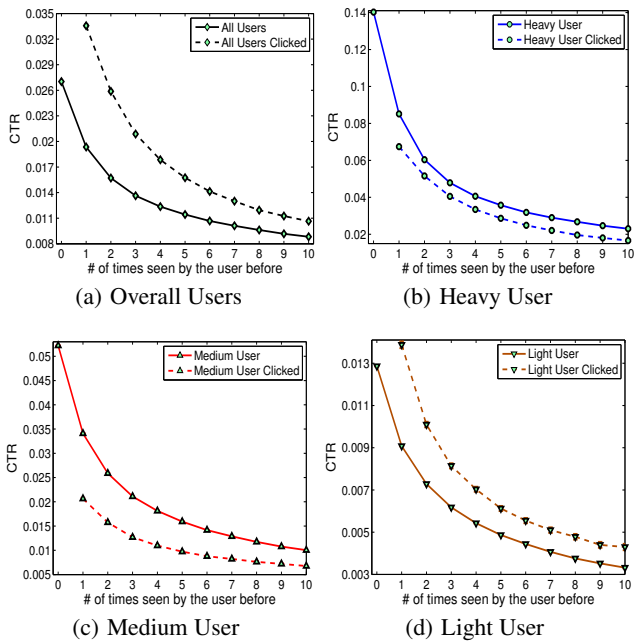 0.035
0.032
0.029
0.026
0.023
0.02
0.017
0.014
0.011
0.008
CTR
All Users
All Users Clicked
0 1 2 3 4 5 6 7 8 9 10
# of times seen by the user before
(a) Overall Users
0.14
0.12
0.1
0.08
0.06
0.04
0.02
CTR
Heavy User
Heavy User Clicked
0 1 2 3 4 5 6 7 8 9 10
# of times seen by the user before
(b) Heavy User
0.05
0.045
0.04
0.035
0.03
0.025
0.02
0.015
0.01
0.005
CTR
Medium User
Medium User Clicked
0 1 2 3 4 5 6 7 8 9 10
# of times seen by the user before
(c) Medium User
0.013
0.011
0.009
0.007
0.005
0.003
CTR
Light User
Light User Clicked
0 1 2 3 4 5 6 7 8 9 10
# of times seen by the user before
(d) Light User